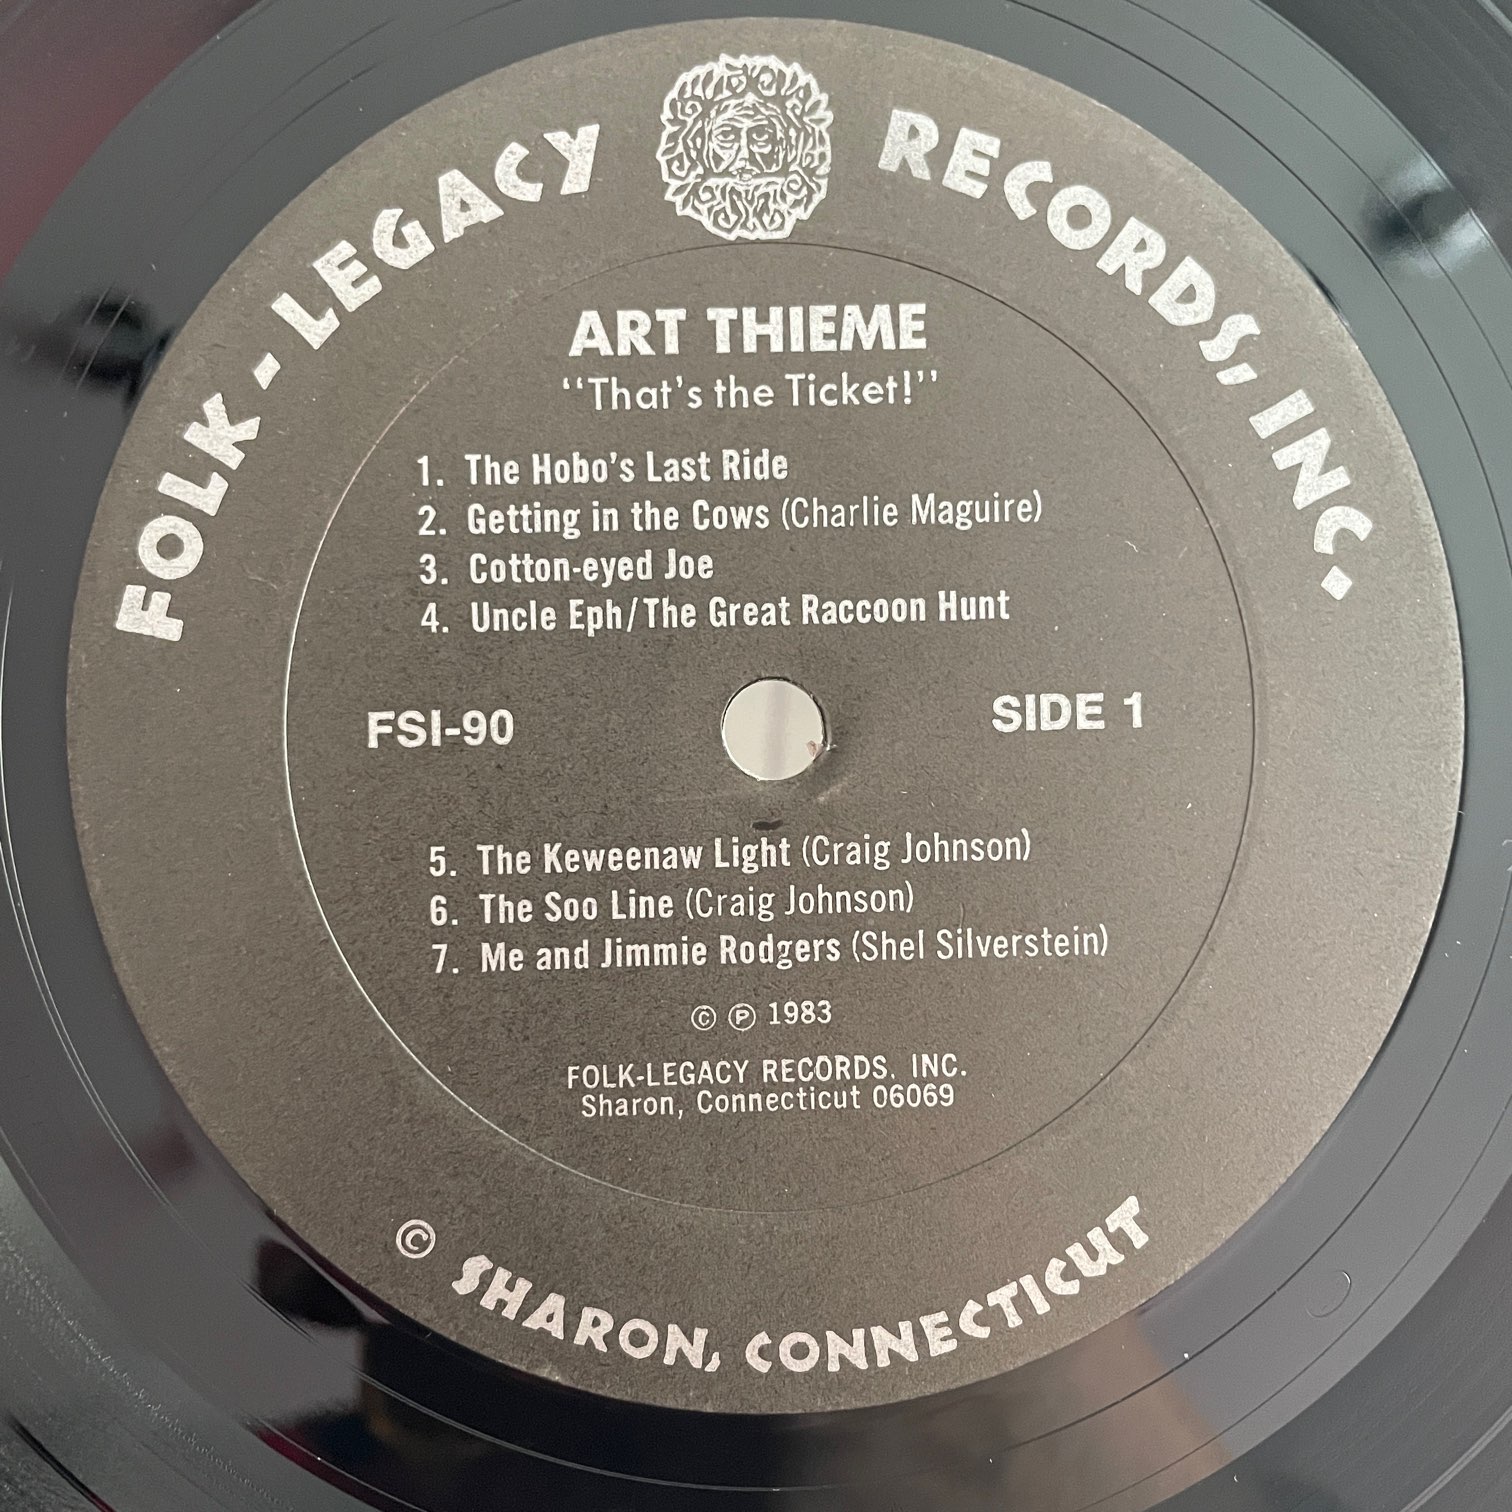 FOLK-LEGACY RECORDS, INC.
ART THIEME
"That's the Ticket!"
1. The Hobo's Last Ride
2. Getting in the Cows (Charlie Maguire)
3. Cotton-eyed Joe
4. Uncle Eph/The Great Raccoon Hunt
FSI-90
SIDE 1
5. The Keweenaw Light (Craig Johnson)
6. The Soo Line (Craig Johnson)
7. Me and Jimmie Rodgers (Shel Silverstein)
© ℗ 1983
FOLK-LEGACY RECORDS, INC.
Sharon, Connecticut 06069
© SHARON, CONNECTICUT